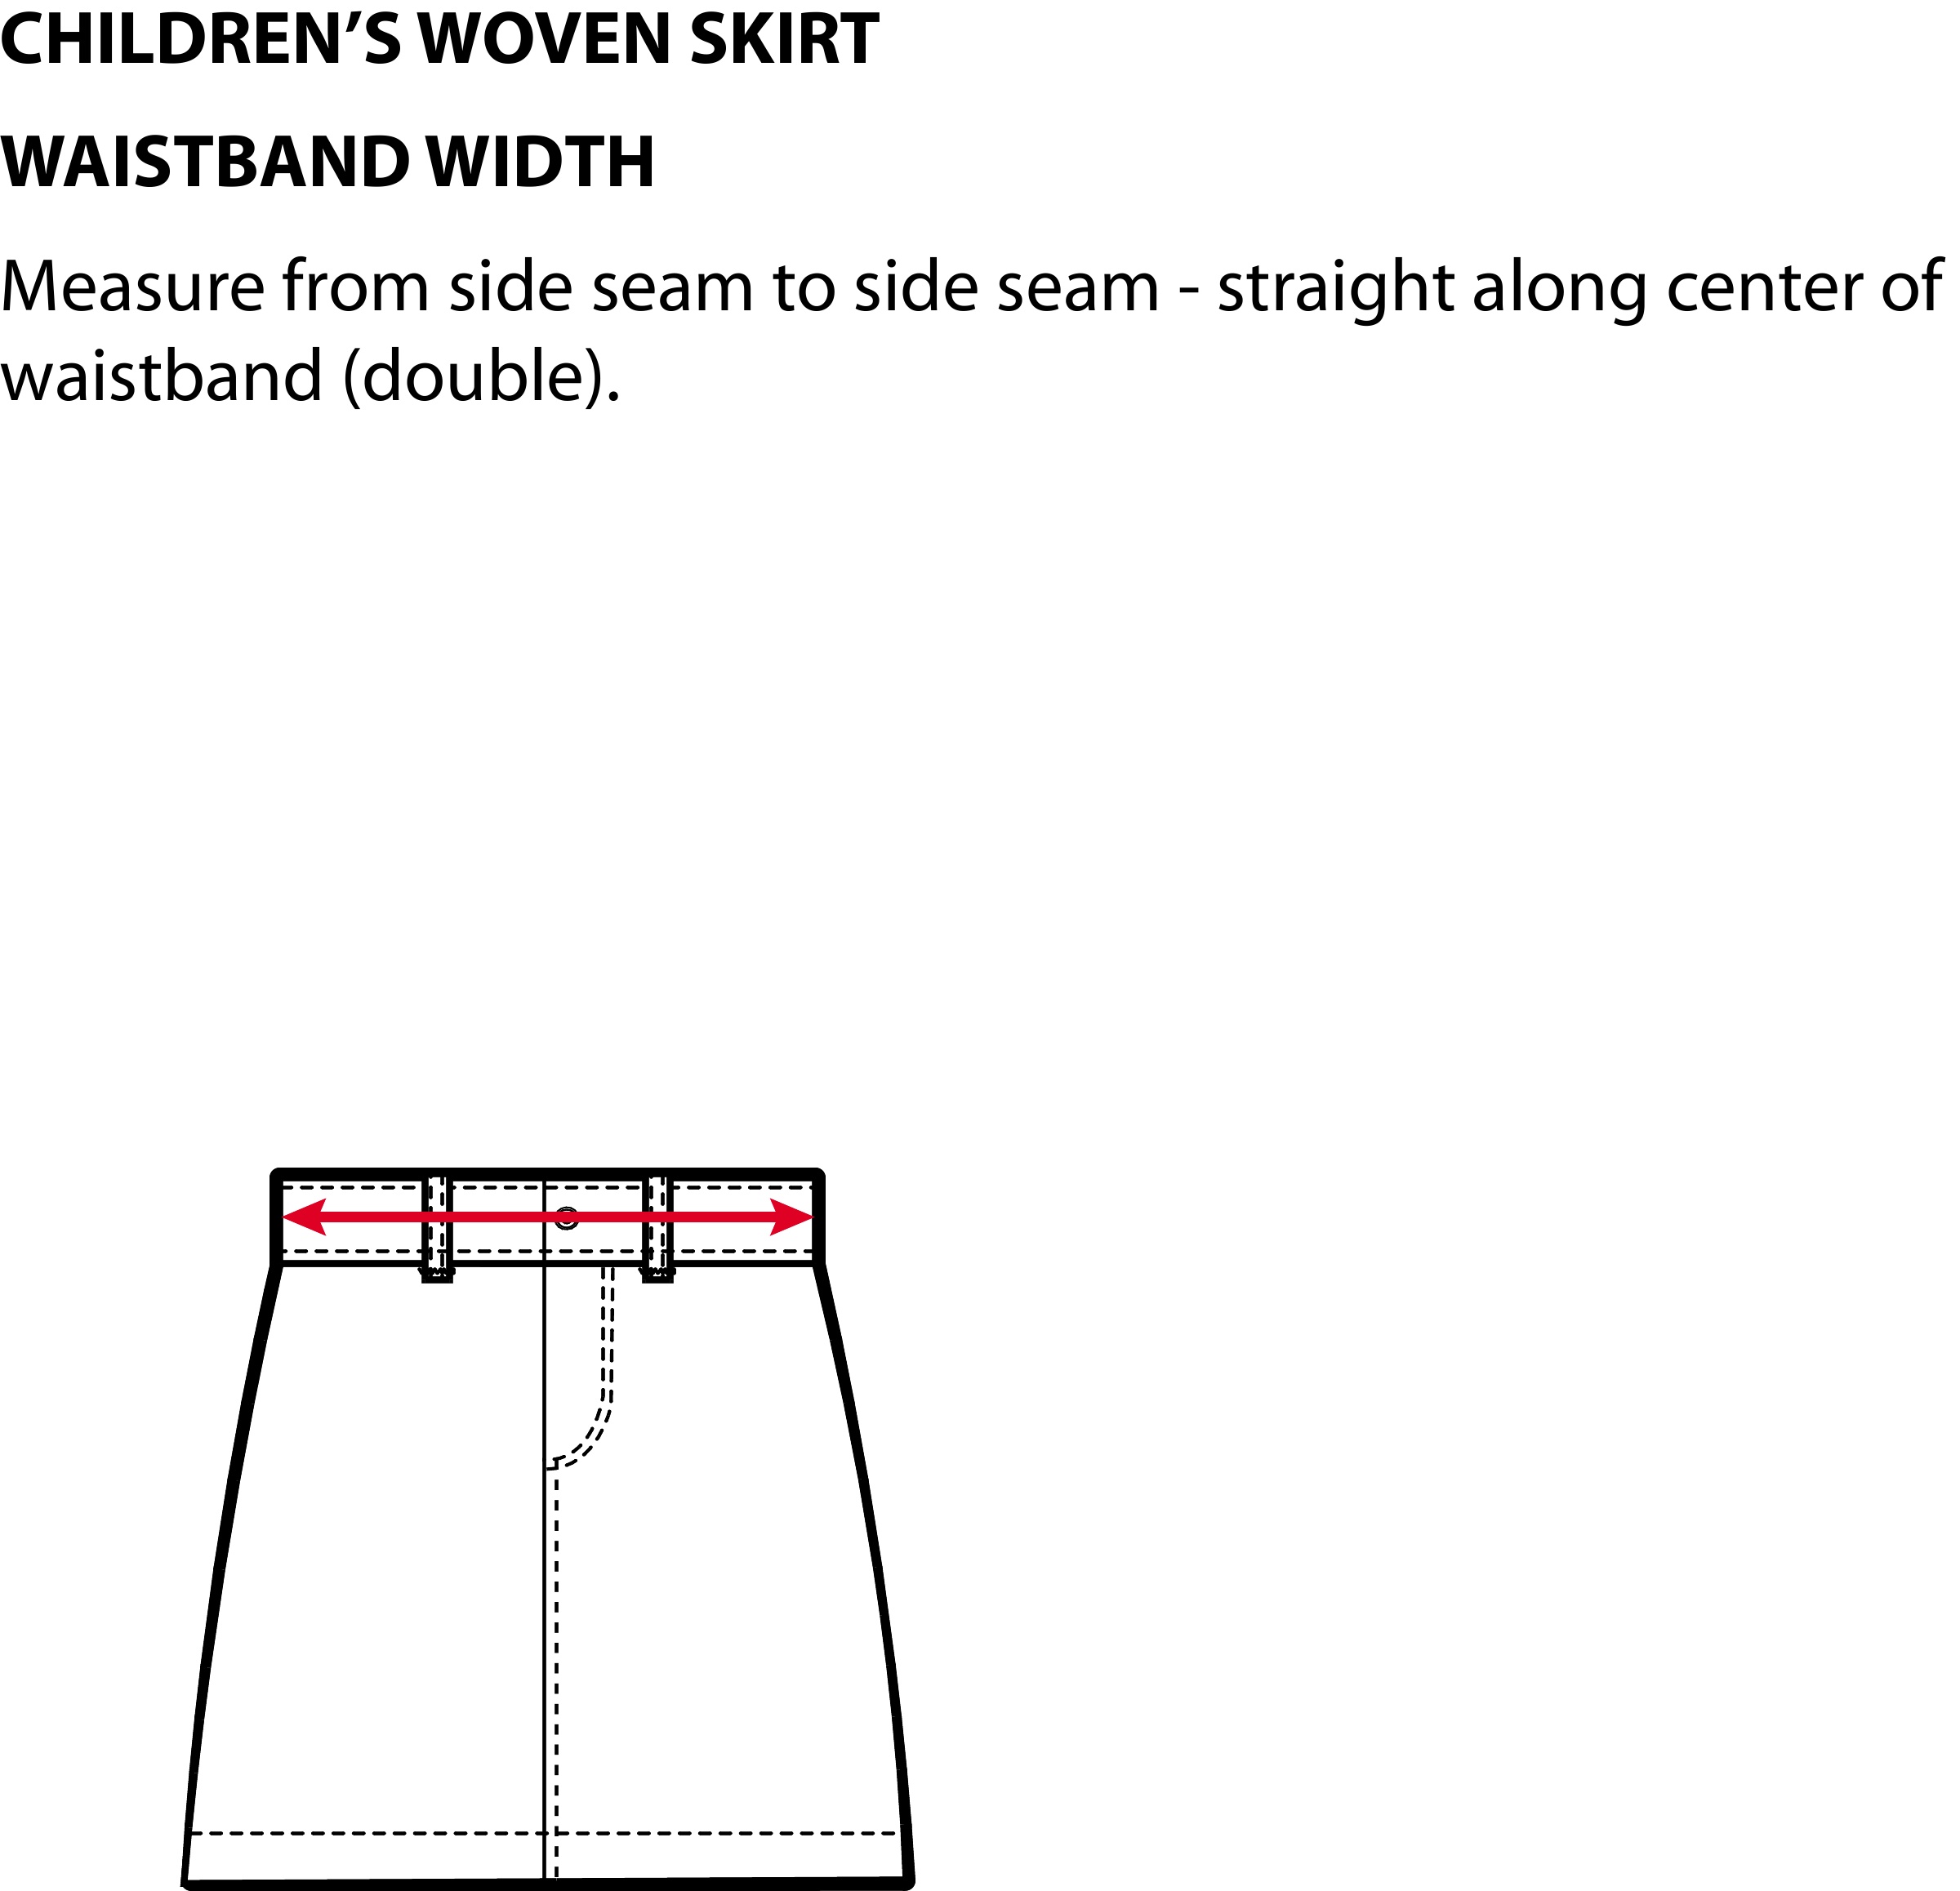 CHILDREN’S WOVEN SKIRT
WAISTBAND WIDTH
Measure from side seam to side seam - straight along center of
waistband (double).